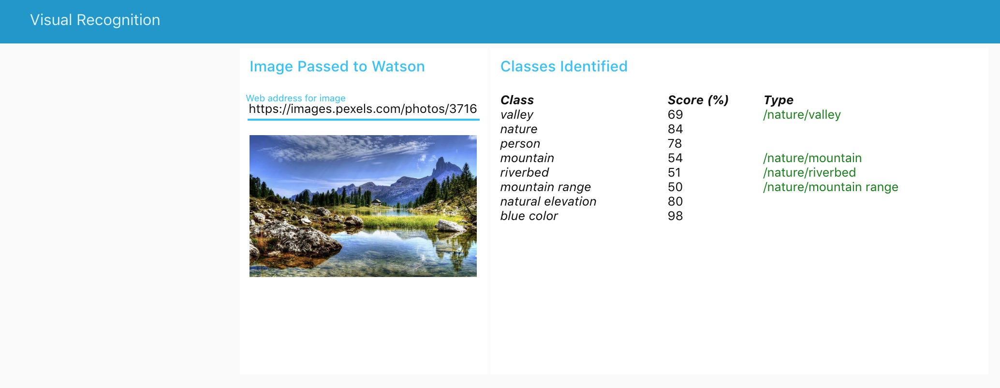 Visual Recognition
Image Passed to Watson
Web address for image
https://images.pexels.com/photos/3716
Classes Identified
Class Score (%) Type
valley 69 /nature/valley
nature 84
person 78
mountain 54 /nature/mountain
riverbed 51 /nature/riverbed
mountain range 50 /nature/mountain range
natural elevation 80
blue color 98